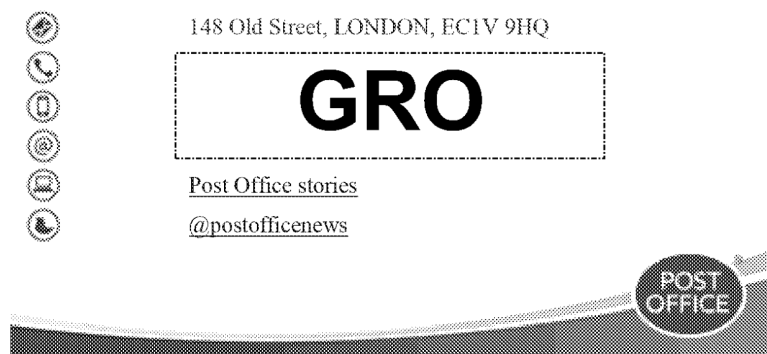 148 Old Street, LONDON, EC1V 9HQ
GRO
Post Office stories
@postofficenews
POST
OFFICE